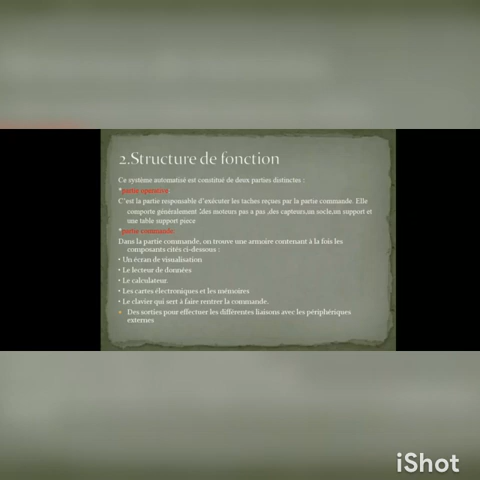 2.Structure de fonction
Ce système automatisé est constitué de deux parties distinctes :
*partie operative:
C'est la partie responsable d'exécuter les taches reçues par la partie commande. Elle
comporte généralement :des moteurs pas a pas ,des capteurs,un socle,un support et
une table support piece
*partie commande
Dans la partie commande, on trouve une armoire contenant à la fois les
composants cités ci-dessous :
• Un écran de visualisation
• Le lecteur de données
• Le calculateur.
• Les cartes électroniques et les mémoires
• Le clavier qui sert à faire rentrer la commande.
• Des sorties pour effectuer les différentes liaisons avec les périphériques
externes
iShot